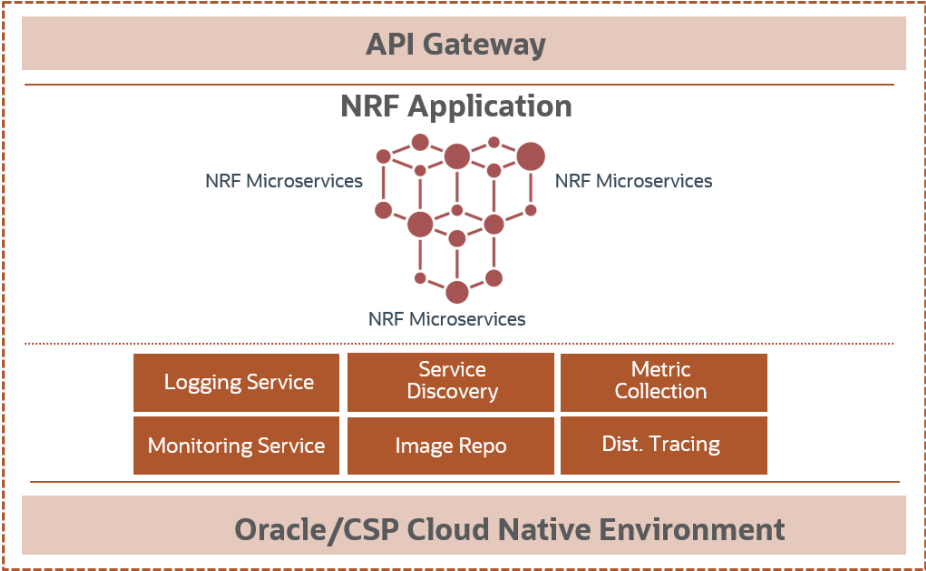 API Gateway
NRF Application
NRF Microservices
NRF Microservices
NRF Microservices
Logging Service
Service
Discovery
Metric
Collection
Monitoring Service
Image Repo
Dist. Tracing
Oracle/CSP Cloud Native Environment